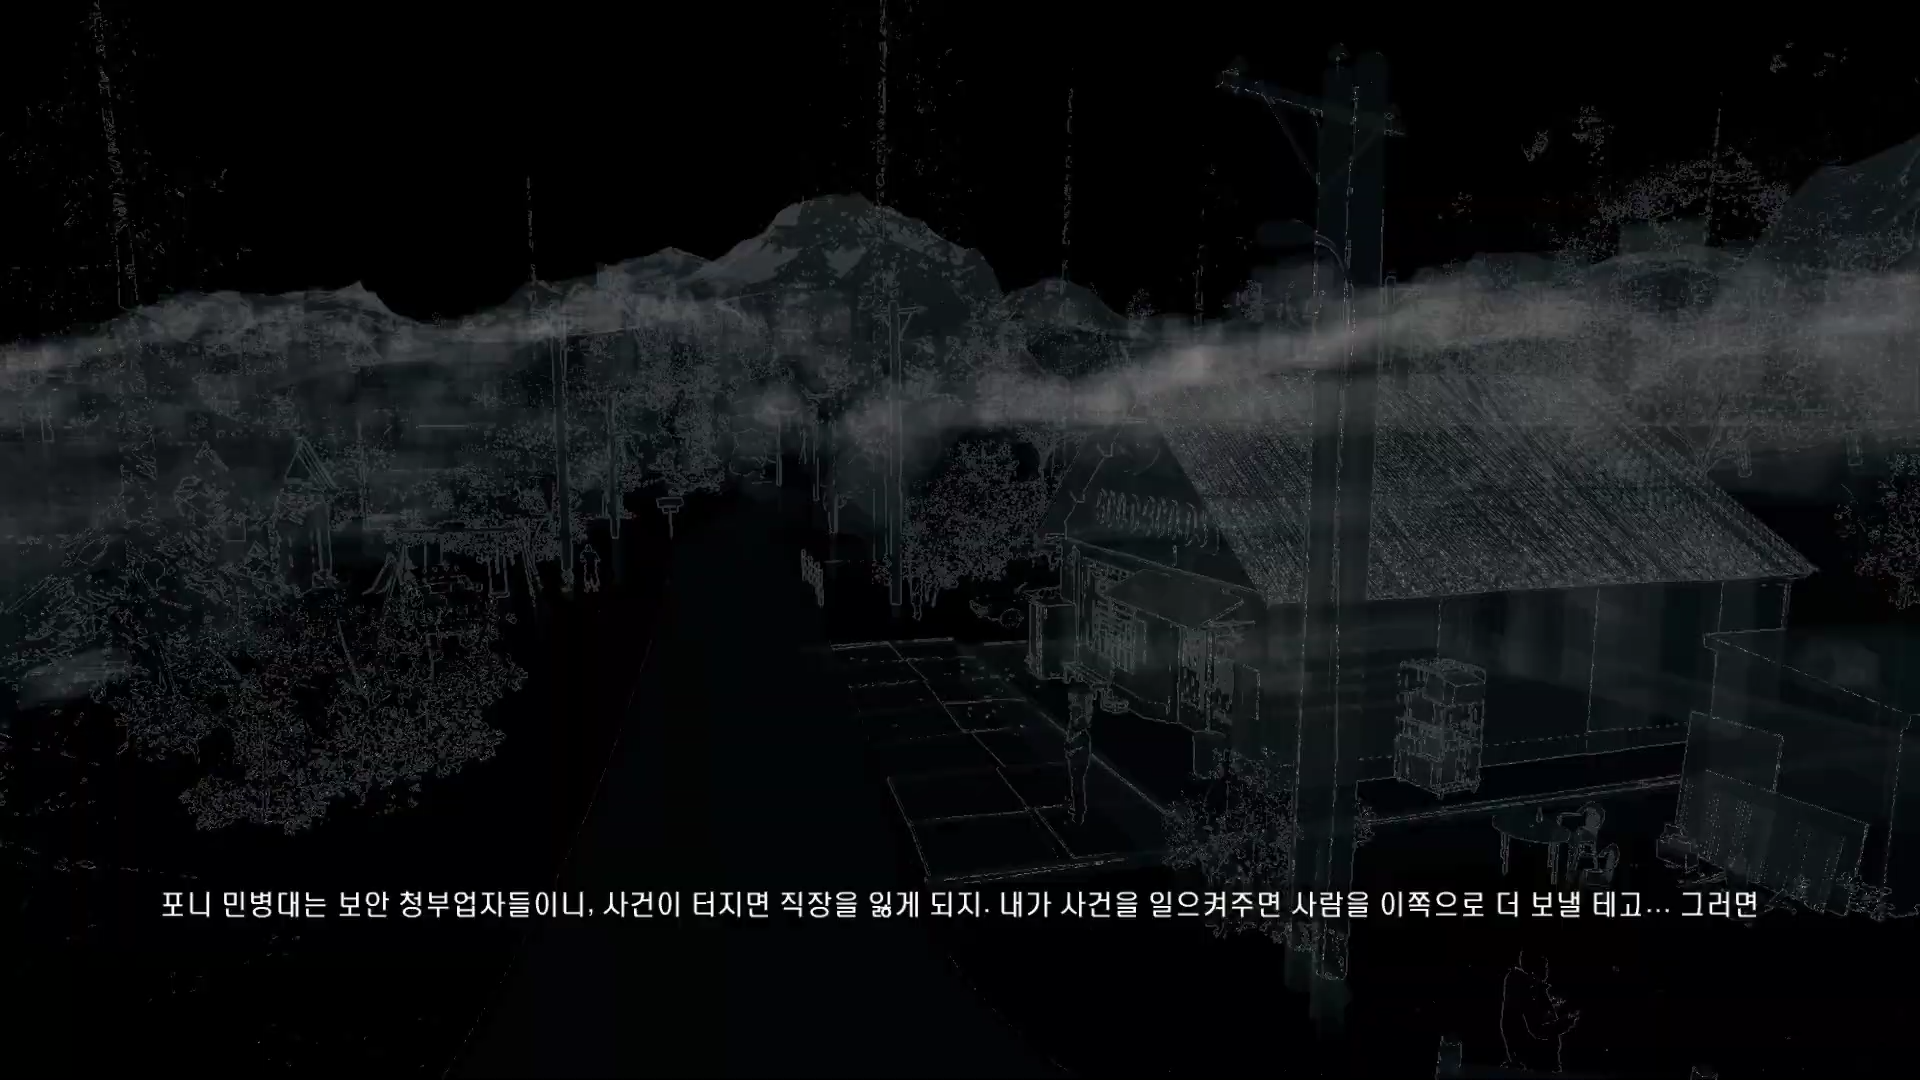 포니 민병대는 보안 청부업자들이니, 사건이 터지면 직장을 잃게 되지. 내가 사건을 일으켜주면 사람을 이쪽으로 더 보낼 테고... 그러면